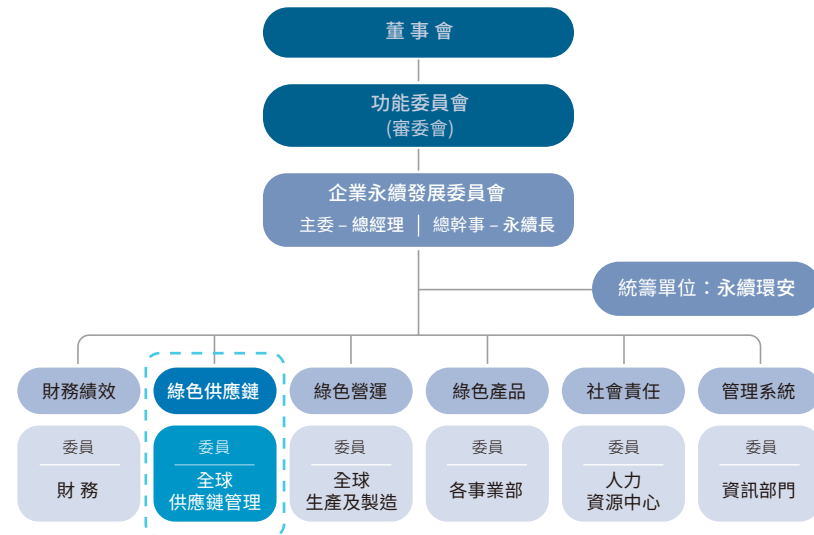 董事會
功能委員會
(審委會)
企業永續發展委員會
主委 – 總經理 │ 總幹事 – 永續長
統籌單位：永續環安
財務績效
綠色供應鏈
綠色營運
綠色產品
社會責任
管理系統
委員
財務
委員
全球
供應鏈管理
委員
全球
生產及製造
委員
各事業部
委員
人力
資源中心
委員
資訊部門